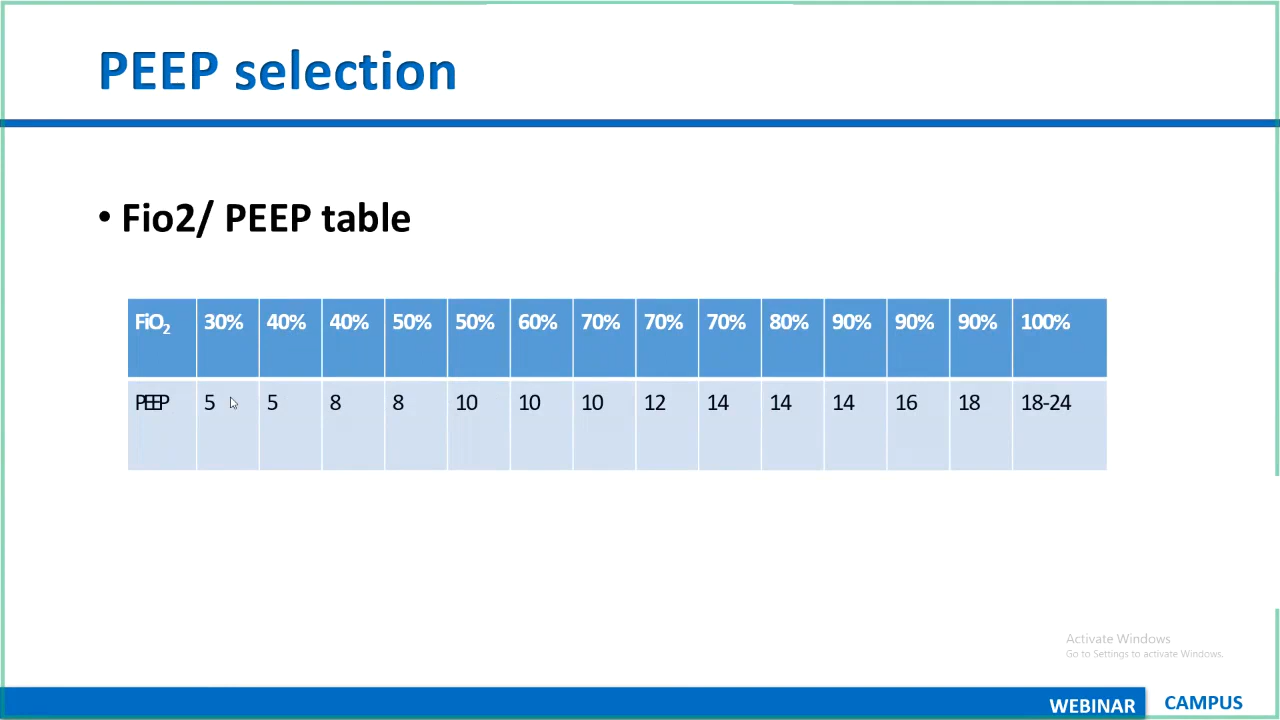 PEEP selection
• Fio2/ PEEP table
FiO2 30% 40% 40% 50% 50% 60% 70% 70% 70% 80% 90% 90% 90% 100%
PEEP 5 5 8 8 10 10 10 12 14 14 14 16 18 18-24
Activate Windows
Go to Settings to activate Windows.
WEBINAR CAMPUS